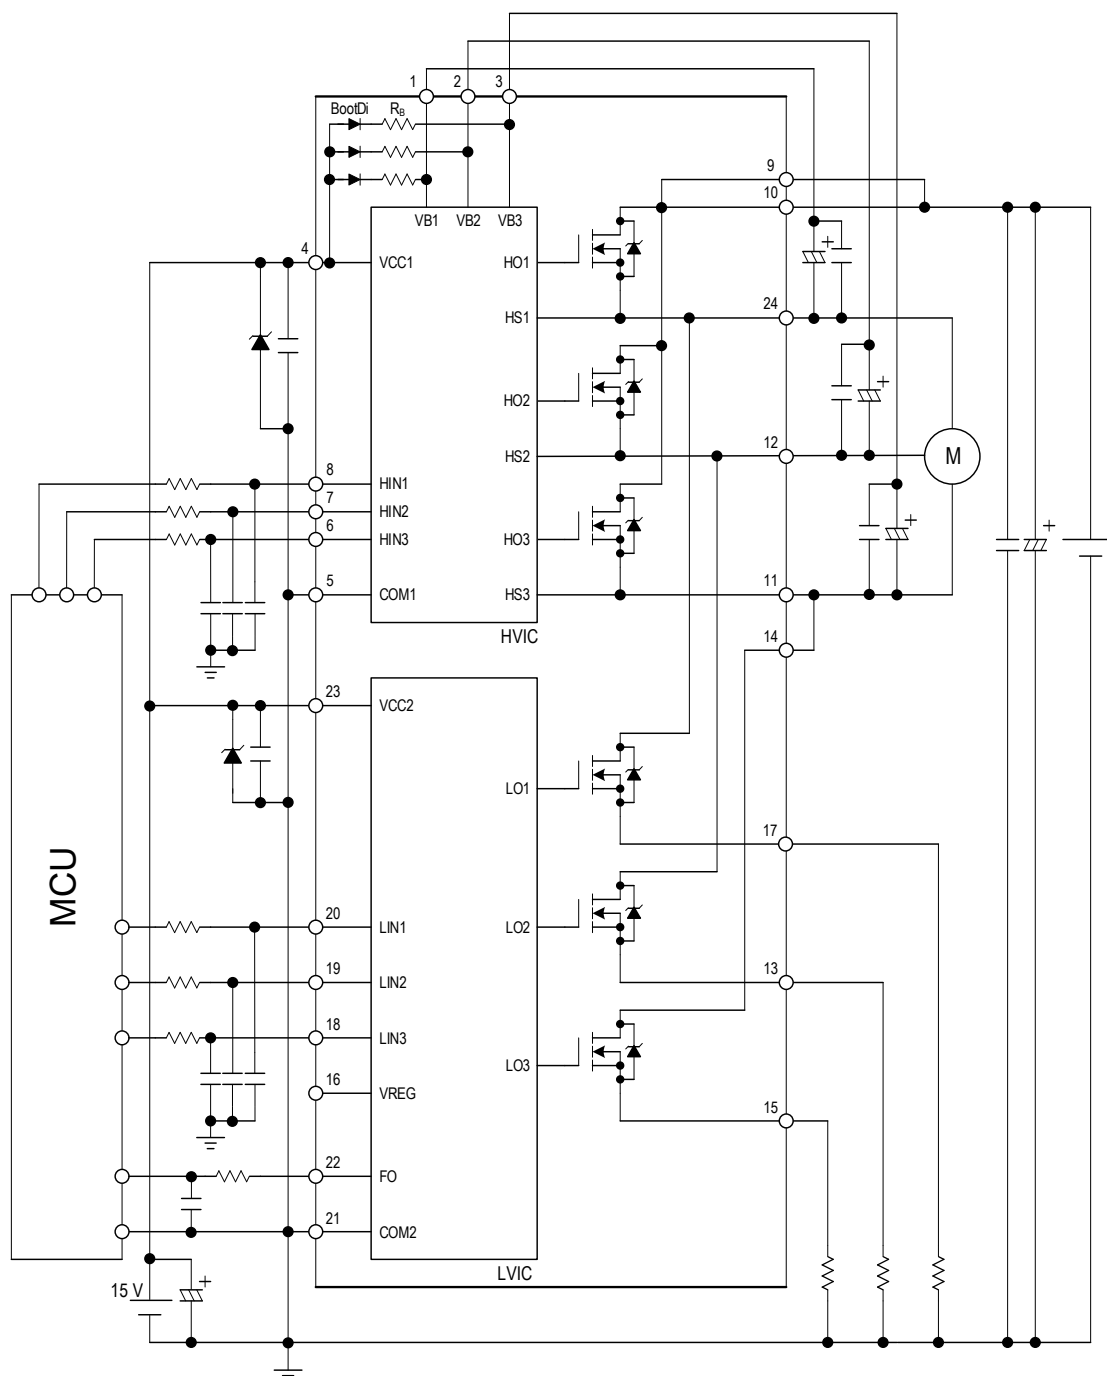 1 2 3
BootDi R_B
9
10
VB1 VB2 VB3
4 VCC1 HO1 +
HS1 24
+
HO2
HS2 12 M
8 HIN1
7 HIN2
6 HIN3 HO3 + +
5 COM1 HS3 11
HVIC 14
23 VCC2
LO1
17
MCU
20 LIN1 LO2
19 LIN2 13
18 LIN3
LO3
16 VREG
15
22 FO
21 COM2
LVIC
15 V +